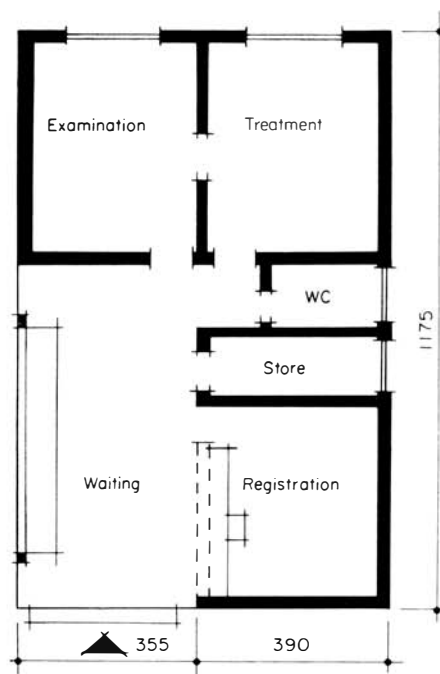 Examination
Treatment
WC
Store
1175
Waiting
Registration
355
390